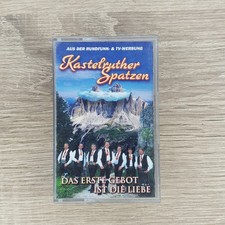 AUS DER RUNDFUNK- & TV-WERBUNG
Kastelruther
Spatzen
DAS ERSTE GEBOT
IST DIE LIEBE